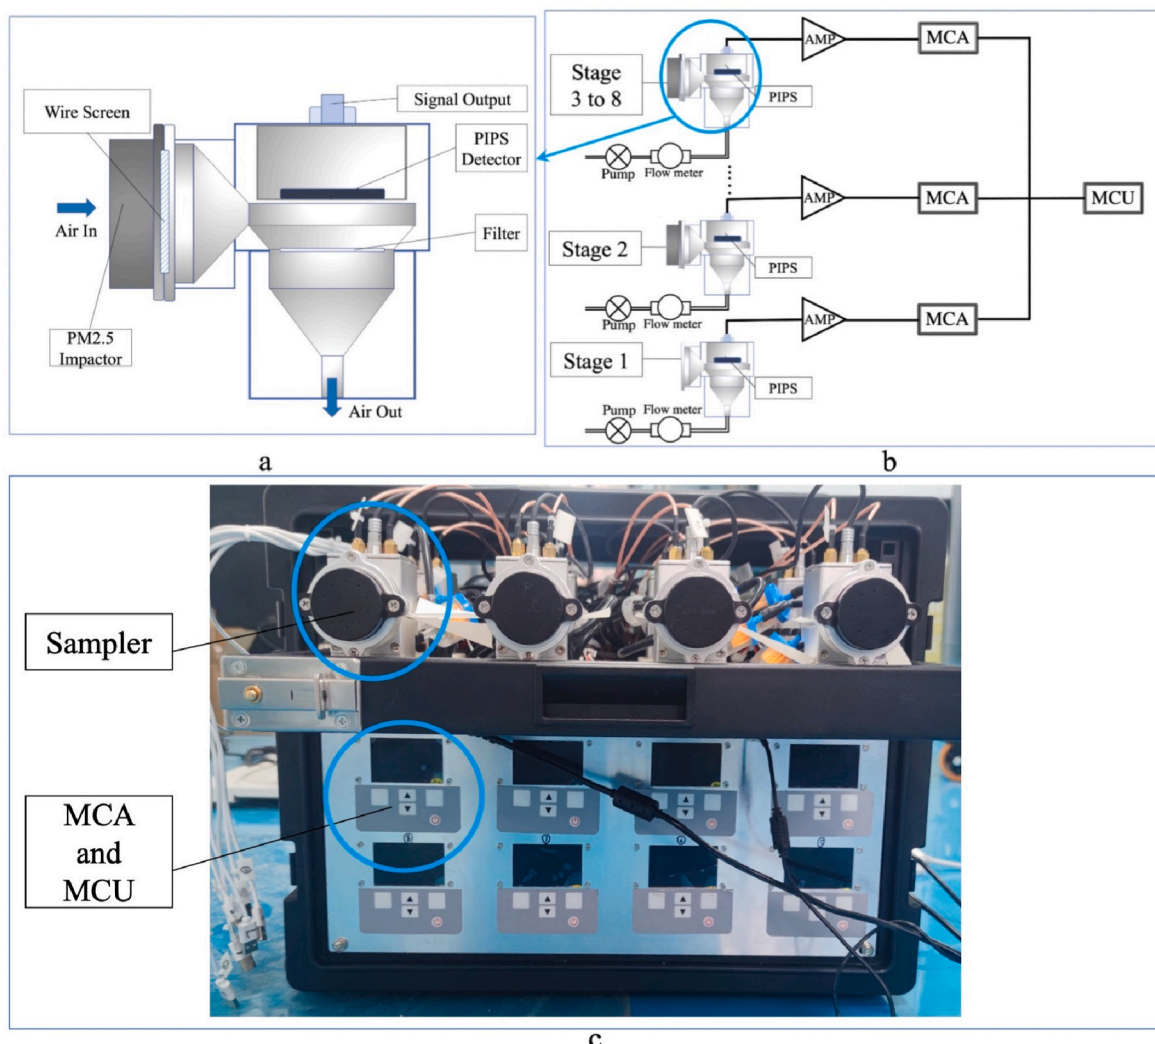 Wire Screen
Signal Output
PIPS
Detector
Air In
Filter
PM2.5
Impactor
Air Out
a
Stage
3 to 8
AMP
MCA
PIPS
Pump
Flow meter
AMP
MCA
MCU
Stage 2
PIPS
Pump
Flow meter
AMP
MCA
Stage 1
PIPS
Pump
Flow meter
b
Sampler
MCA
and
MCU
c